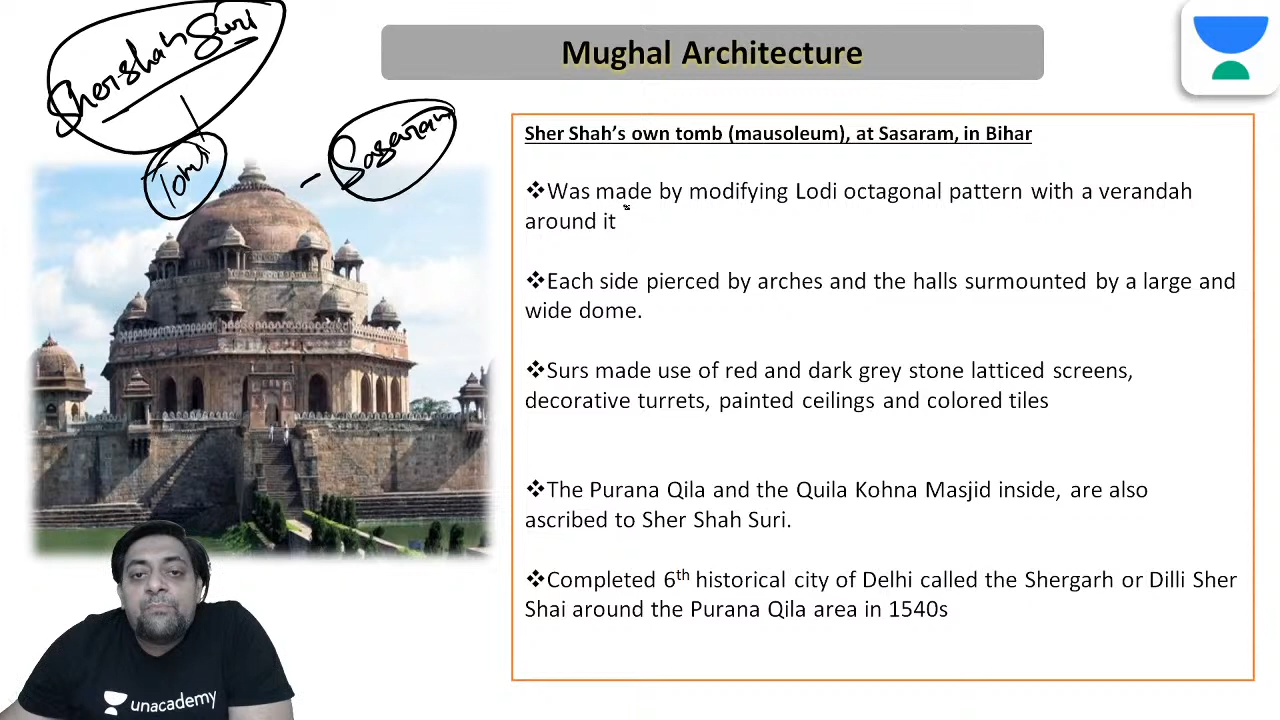 Shershah Suri
Tomb
- Sasaram
Mughal Architecture
Sher Shah's own tomb (mausoleum), at Sasaram, in Bihar
❖Was made by modifying Lodi octagonal pattern with a verandah
around it
❖Each side pierced by arches and the halls surmounted by a large and
wide dome.
❖Surs made use of red and dark grey stone latticed screens,
decorative turrets, painted ceilings and colored tiles
❖The Purana Qila and the Quila Kohna Masjid inside, are also
ascribed to Sher Shah Suri.
❖Completed 6th historical city of Delhi called the Shergarh or Dilli Sher
Shai around the Purana Qila area in 1540s
unacademy